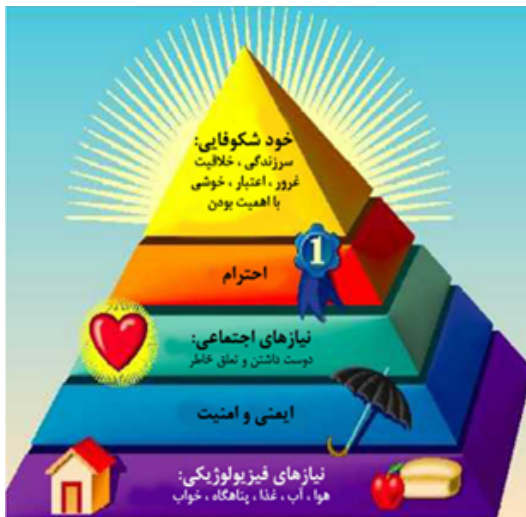 خود شکوفایی:
سرزندگی ، خلاقیت
غرور ، اعتبار ، خوشی
با اهمیت بودن
1
احترام
نیازهای اجتماعی:
دوست داشتن و تعلق خاطر
ایمنی و امنیت
نیازهای فیزیولوژیکی:
هوا ، آب ، غذا ، پناهگاه ، خواب